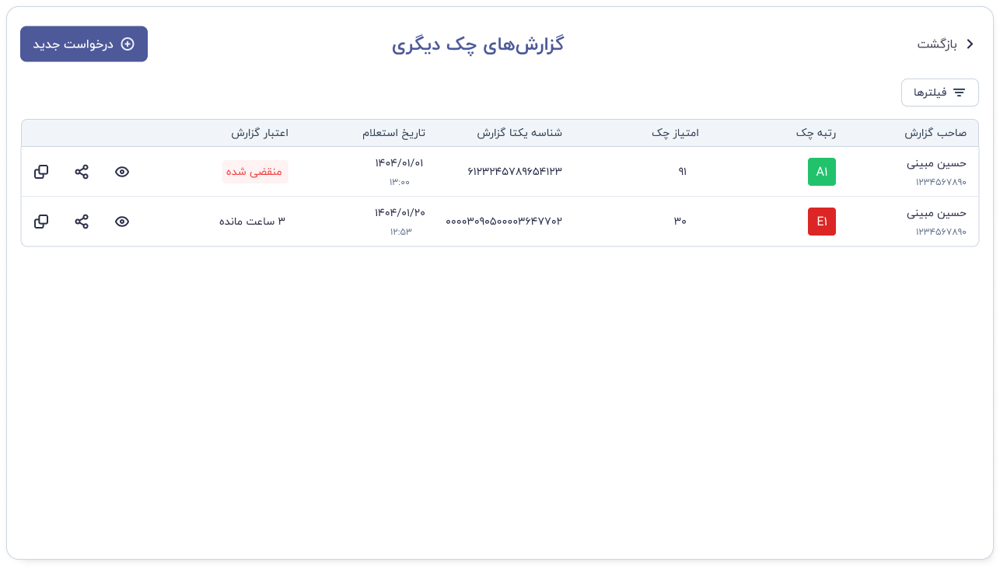 بازگشت
گزارش‌های چک دیگری
درخواست جدید
فیلترها
صاحب گزارش رتبه چک امتیاز چک شناسه یکتا گزارش تاریخ استعلام اعتبار گزارش
حسین مبینی A۱ ۹۱ ۶۱۲۳۲۴۵۷۸۹۶۵۴۱۲۳ ۱۴۰۴/۰۱/۰۱ منقضی شده
۱۲۳۴۵۶۷۸۹۰ ۱۳:۰۰
حسین مبینی E۱ ۳۰ ۰۰۰۰۳۰۹۰۵۰۰۰۰۳۶۴۷۷۰۲ ۱۴۰۴/۰۱/۲۰ ۳ ساعت مانده
۱۲۳۴۵۶۷۸۹۰ ۱۲:۵۳